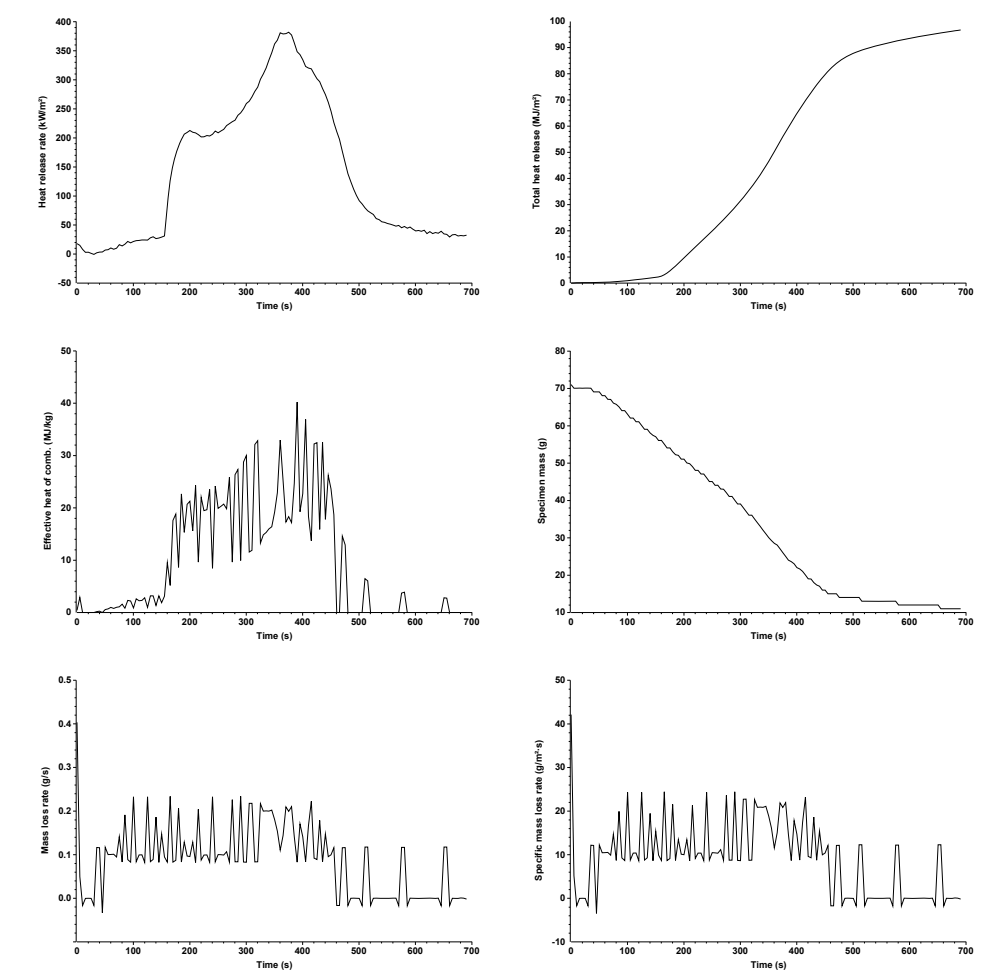 400
350
300
250
200
150
100
50
0
-50
Heat release rate (kW/m²)
0 100 200 300 400 500 600 700
Time (s)
100
90
80
70
60
50
40
30
20
10
0
Total heat release (MJ/m²)
0 100 200 300 400 500 600 700
Time (s)
50
40
30
20
10
0
Effective heat of comb. (MJ/kg)
0 100 200 300 400 500 600 700
Time (s)
80
70
60
50
40
30
20
10
Specimen mass (g)
0 100 200 300 400 500 600 700
Time (s)
0.5
0.4
0.3
0.2
0.1
0.0
Mass loss rate (g/s)
0 100 200 300 400 500 600 700
Time (s)
50
40
30
20
10
0
-10
Specific mass loss rate (g/m²·s)
0 100 200 300 400 500 600 700
Time (s)